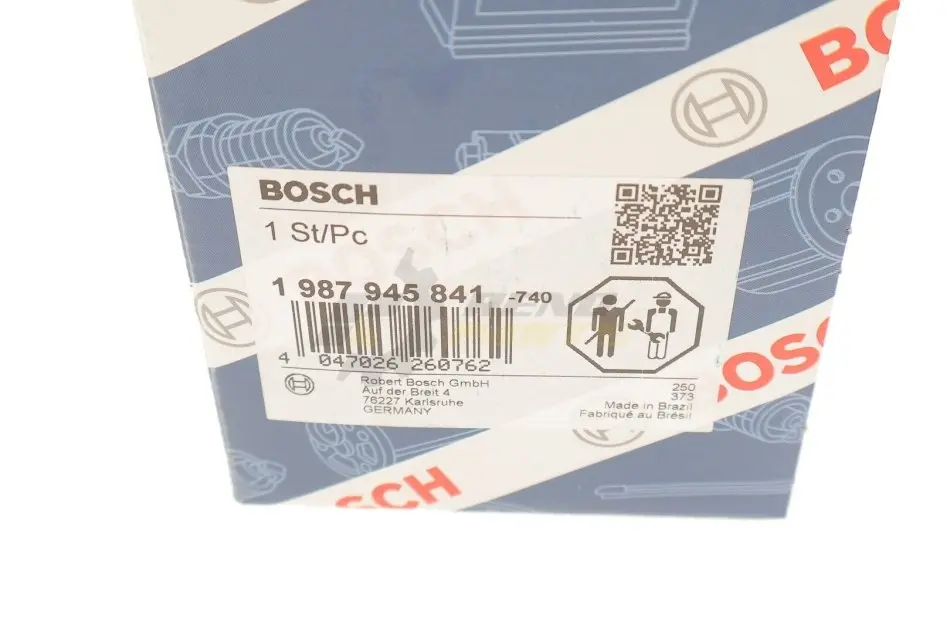 BOSCH
BOSCH
1 St/Pc
1 987 945 841 -740
4 047026 260762
Robert Bosch GmbH
Auf der Breit 4
76227 Karlsruhe
GERMANY
250
373
Made in Brazil
Fabriqué au Brésil
BOSCH